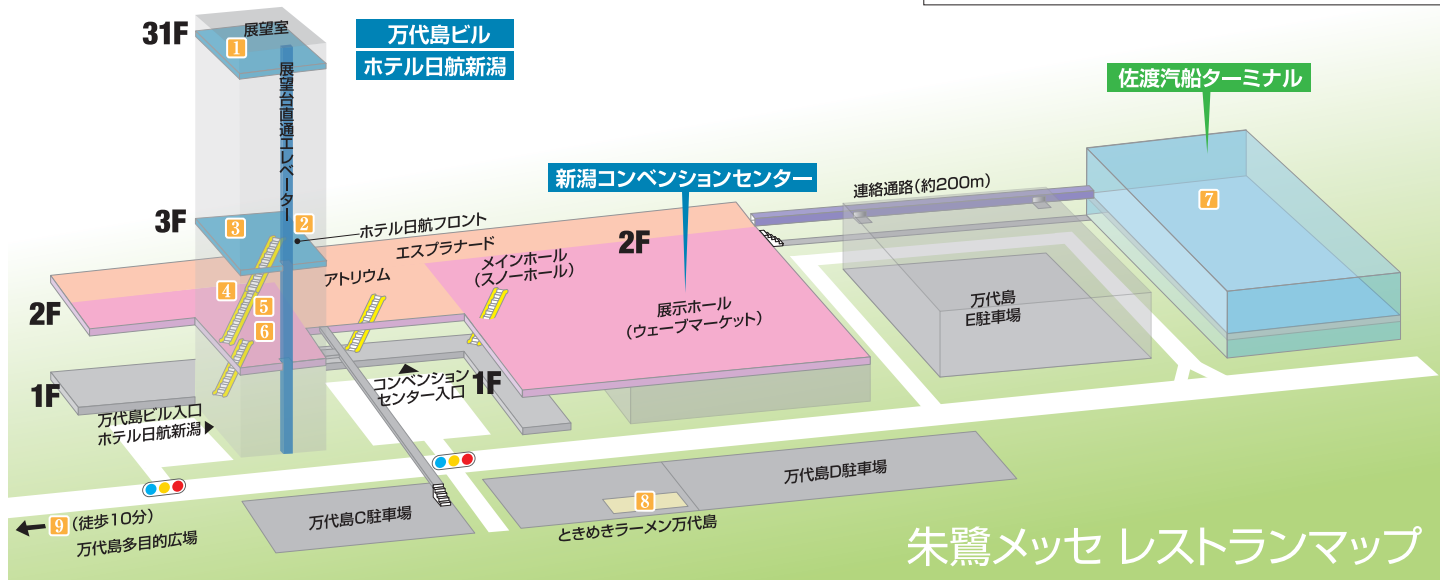 31F
展望室
1
万代島ビル
ホテル日航新潟
展望台直通エレベーター
佐渡汽船ターミナル
新潟コンベンションセンター
連絡通路(約200m)
7
3F
3
2
ホテル日航フロント
エスプラナード
アトリウム
メインホール
(スノーホール)
2F
展示ホール
(ウェーブマーケット)
万代島
E駐車場
2F
4
5
6
1F
コンベンション
センター入口
1F
万代島ビル入口
ホテル日航新潟
9
(徒歩10分)
万代島多目的広場
万代島C駐車場
8
ときめきラーメン万代島
万代島D駐車場
朱鷺メッセ レストランマップ